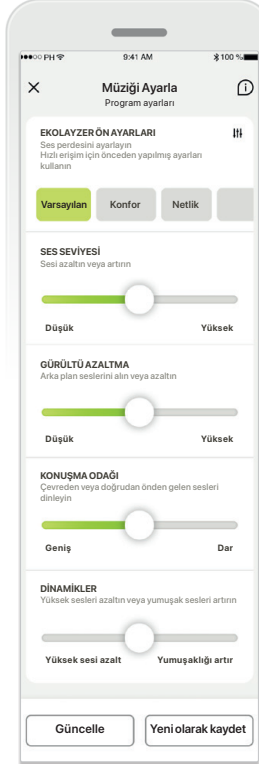 PH 9:41 AM 100 %
Müziği Ayarla
Program ayarları
EKOLAYZER ÖN AYARLARI
Ses perdesini ayarlayın
Hızlı erişim için önceden yapılmış ayarları
kullanın
Varsayılan Konfor Netlik
SES SEVİYESİ
Sesi azaltın veya artırın
Düşük Yüksek
GÜRÜLTÜ AZALTMA
Arka plan seslerini alın veya azaltın
Düşük Yüksek
KONUŞMA ODAĞI
Çevreden veya doğrudan önden gelen sesleri
dinleyin
Geniş Dar
DİNAMİKLER
Yüksek sesleri azaltın veya yumuşak sesleri artırın
Yüksek sesi azalt Yumuşaklığı artır
Güncelle Yeni olarak kaydet